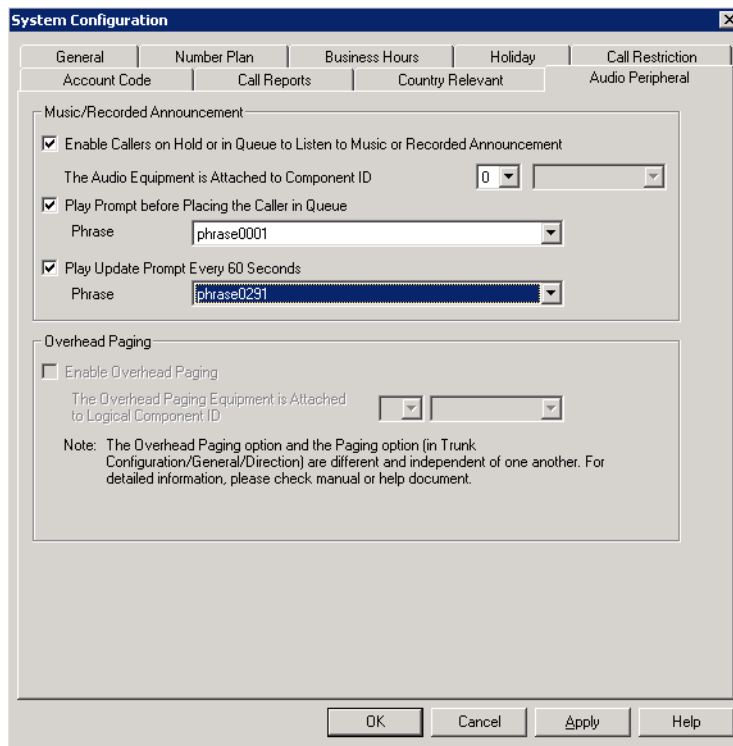 System Configuration
General Number Plan Business Hours Holiday Call Restriction
Account Code Call Reports Country Relevant Audio Peripheral
Music/Recorded Announcement
Enable Callers on Hold or in Queue to Listen to Music or Recorded Announcement
The Audio Equipment is Attached to Component ID 0
Play Prompt before Placing the Caller in Queue
Phrase phrase0001
Play Update Prompt Every 60 Seconds
Phrase phrase0291
Overhead Paging
Enable Overhead Paging
The Overhead Paging Equipment is Attached
to Logical Component ID
Note: The Overhead Paging option and the Paging option (in Trunk
Configuration/General/Direction) are different and independent of one another. For
detailed information, please check manual or help document.
OK Cancel Apply Help